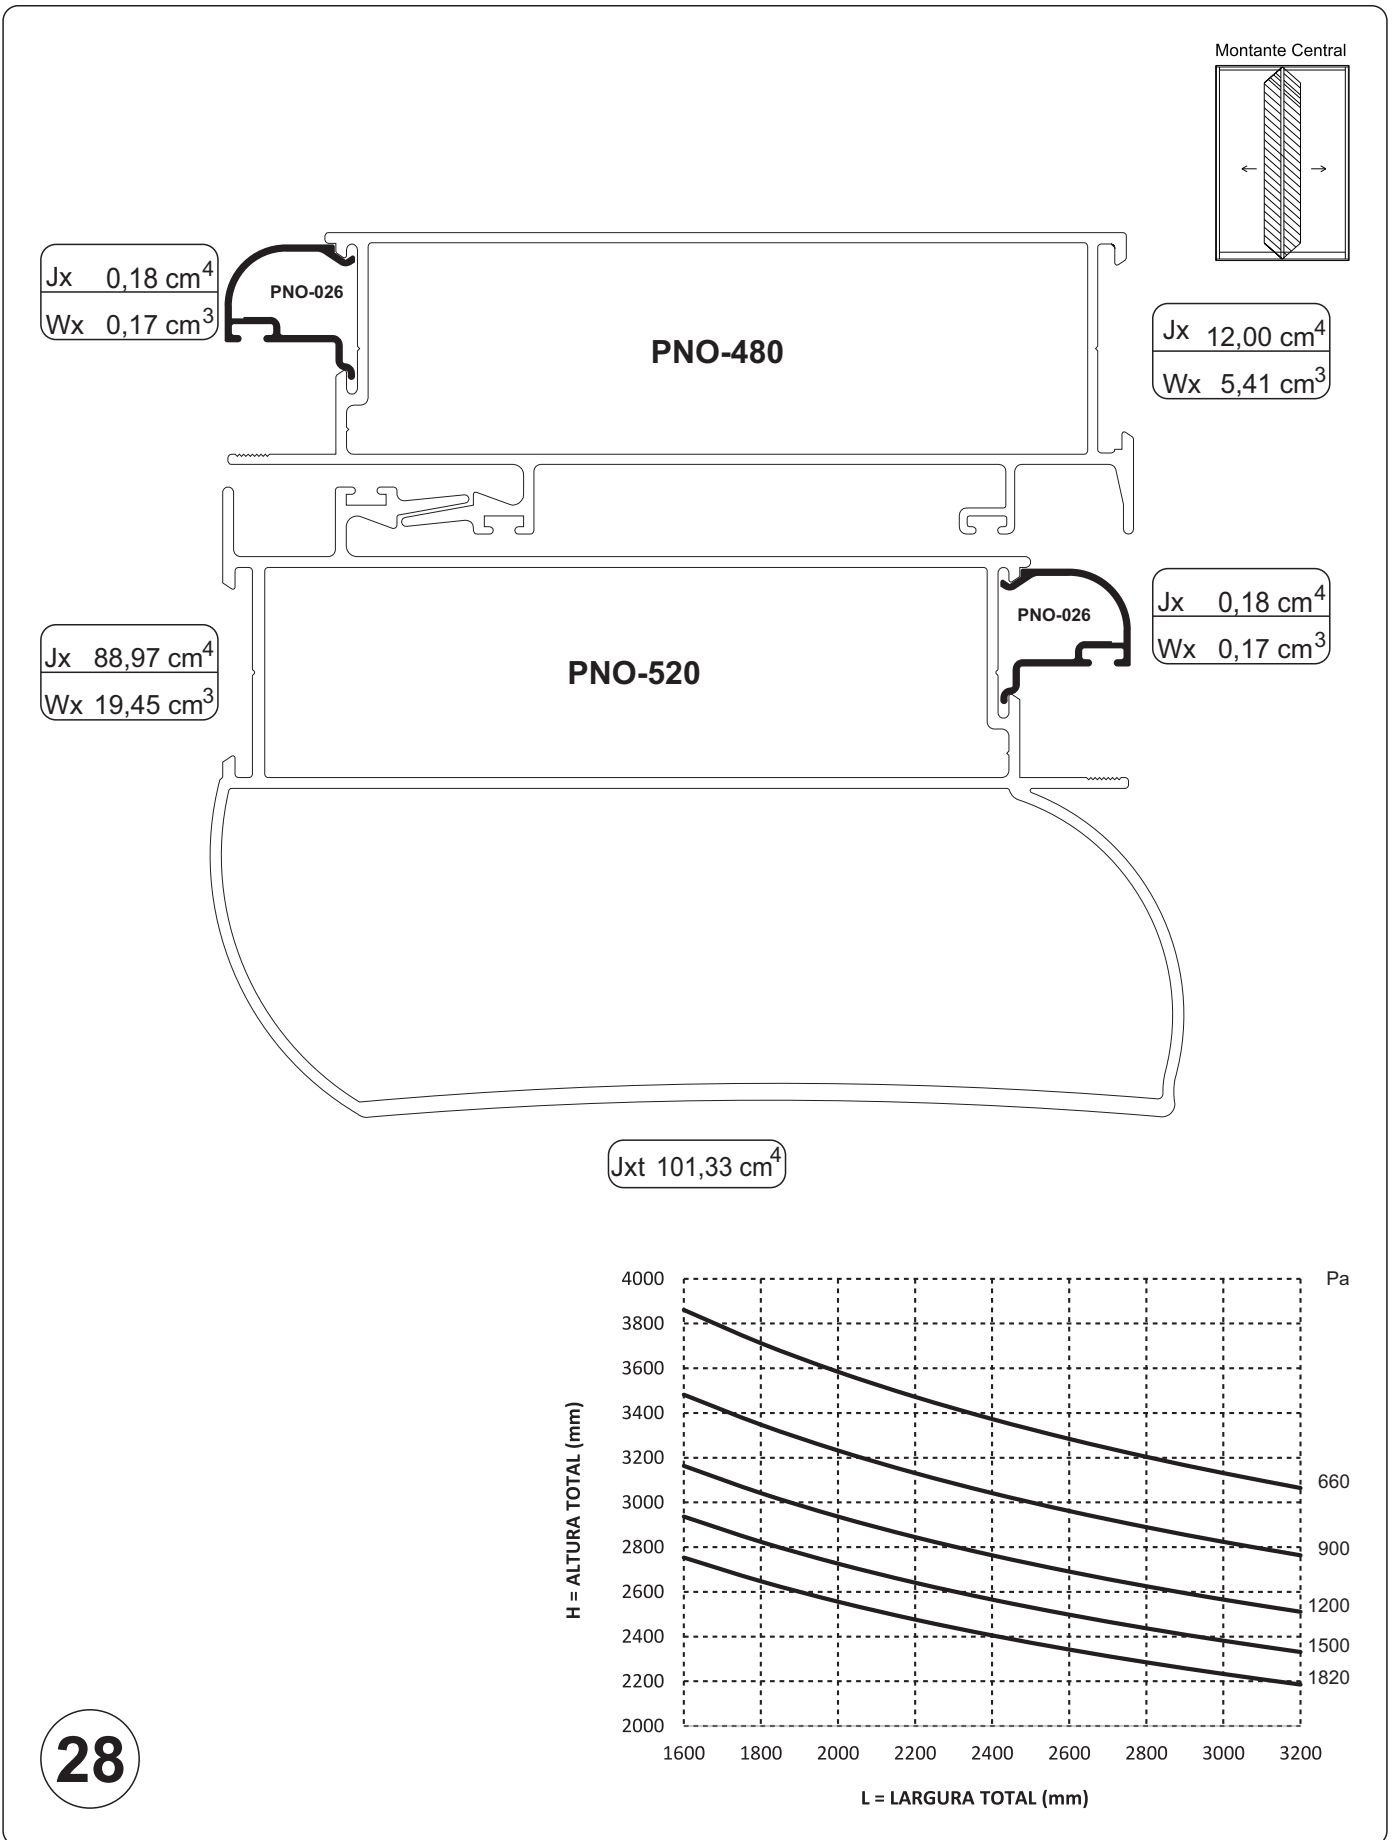 Montante Central
Jx 0,18 cm4
Wx 0,17 cm3
PNO-026
PNO-480
Jx 12,00 cm4
Wx 5,41 cm3
PNO-026
Jx 0,18 cm4
Wx 0,17 cm3
Jx 88,97 cm4
Wx 19,45 cm3
PNO-520
Jxt 101,33 cm4
Pa
4000
3800
3600
3400
3200
3000
2800
2600
2400
2200
2000
H = ALTURA TOTAL (mm)
660
900
1200
1500
1820
1600 1800 2000 2200 2400 2600 2800 3000 3200
L = LARGURA TOTAL (mm)
28